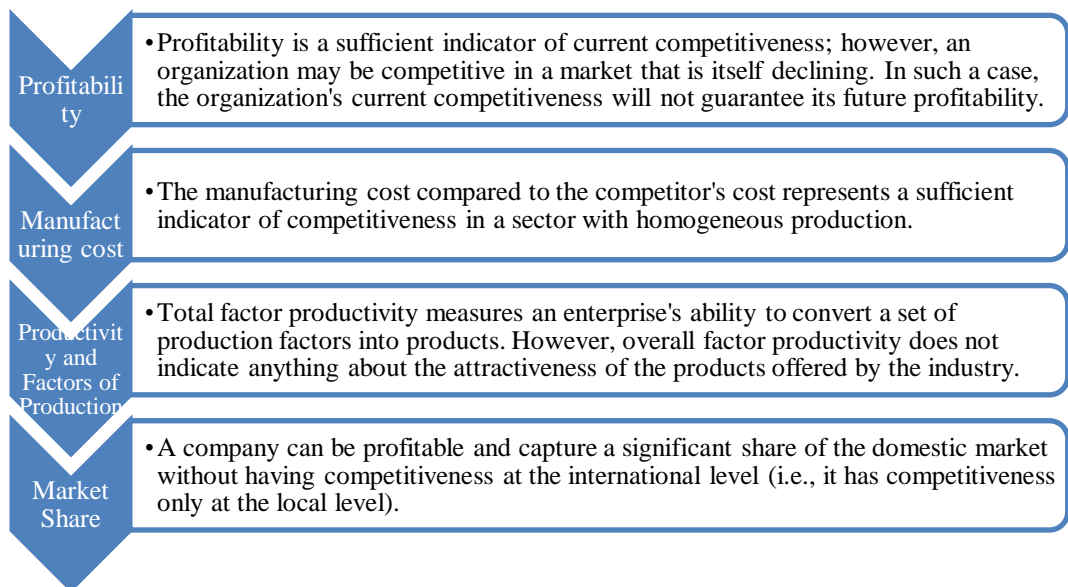 Profitabili
ty
•Profitability is a sufficient indicator of current competitiveness; however, an
organization may be competitive in a market that is itself declining. In such a case,
the organization's current competitiveness will not guarantee its future profitability.
Manufact
uring cost
•The manufacturing cost compared to the competitor's cost represents a sufficient
indicator of competitiveness in a sector with homogeneous production.
Productivit
y and
Factors of
Production
•Total factor productivity measures an enterprise's ability to convert a set of
production factors into products. However, overall factor productivity does not
indicate anything about the attractiveness of the products offered by the industry.
Market
Share
•A company can be profitable and capture a significant share of the domestic market
without having competitiveness at the international level (i.e., it has competitiveness
only at the local level).